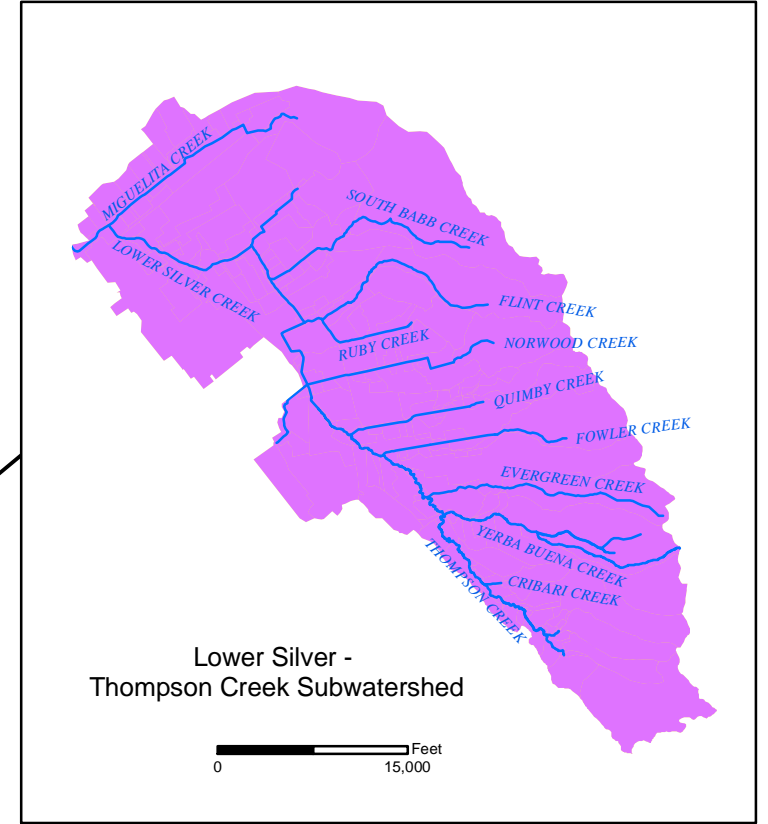 MIGUELITA CREEK
SOUTH BABB CREEK
LOWER SILVER CREEK
FLINT CREEK
RUBY CREEK
NORWOOD CREEK
QUIMBY CREEK
FOWLER CREEK
EVERGREEN CREEK
YERBA BUENA CREEK
THOMPSON CREEK
CRIBARI CREEK
Lower Silver -
Thompson Creek Subwatershed
Feet
0 15,000